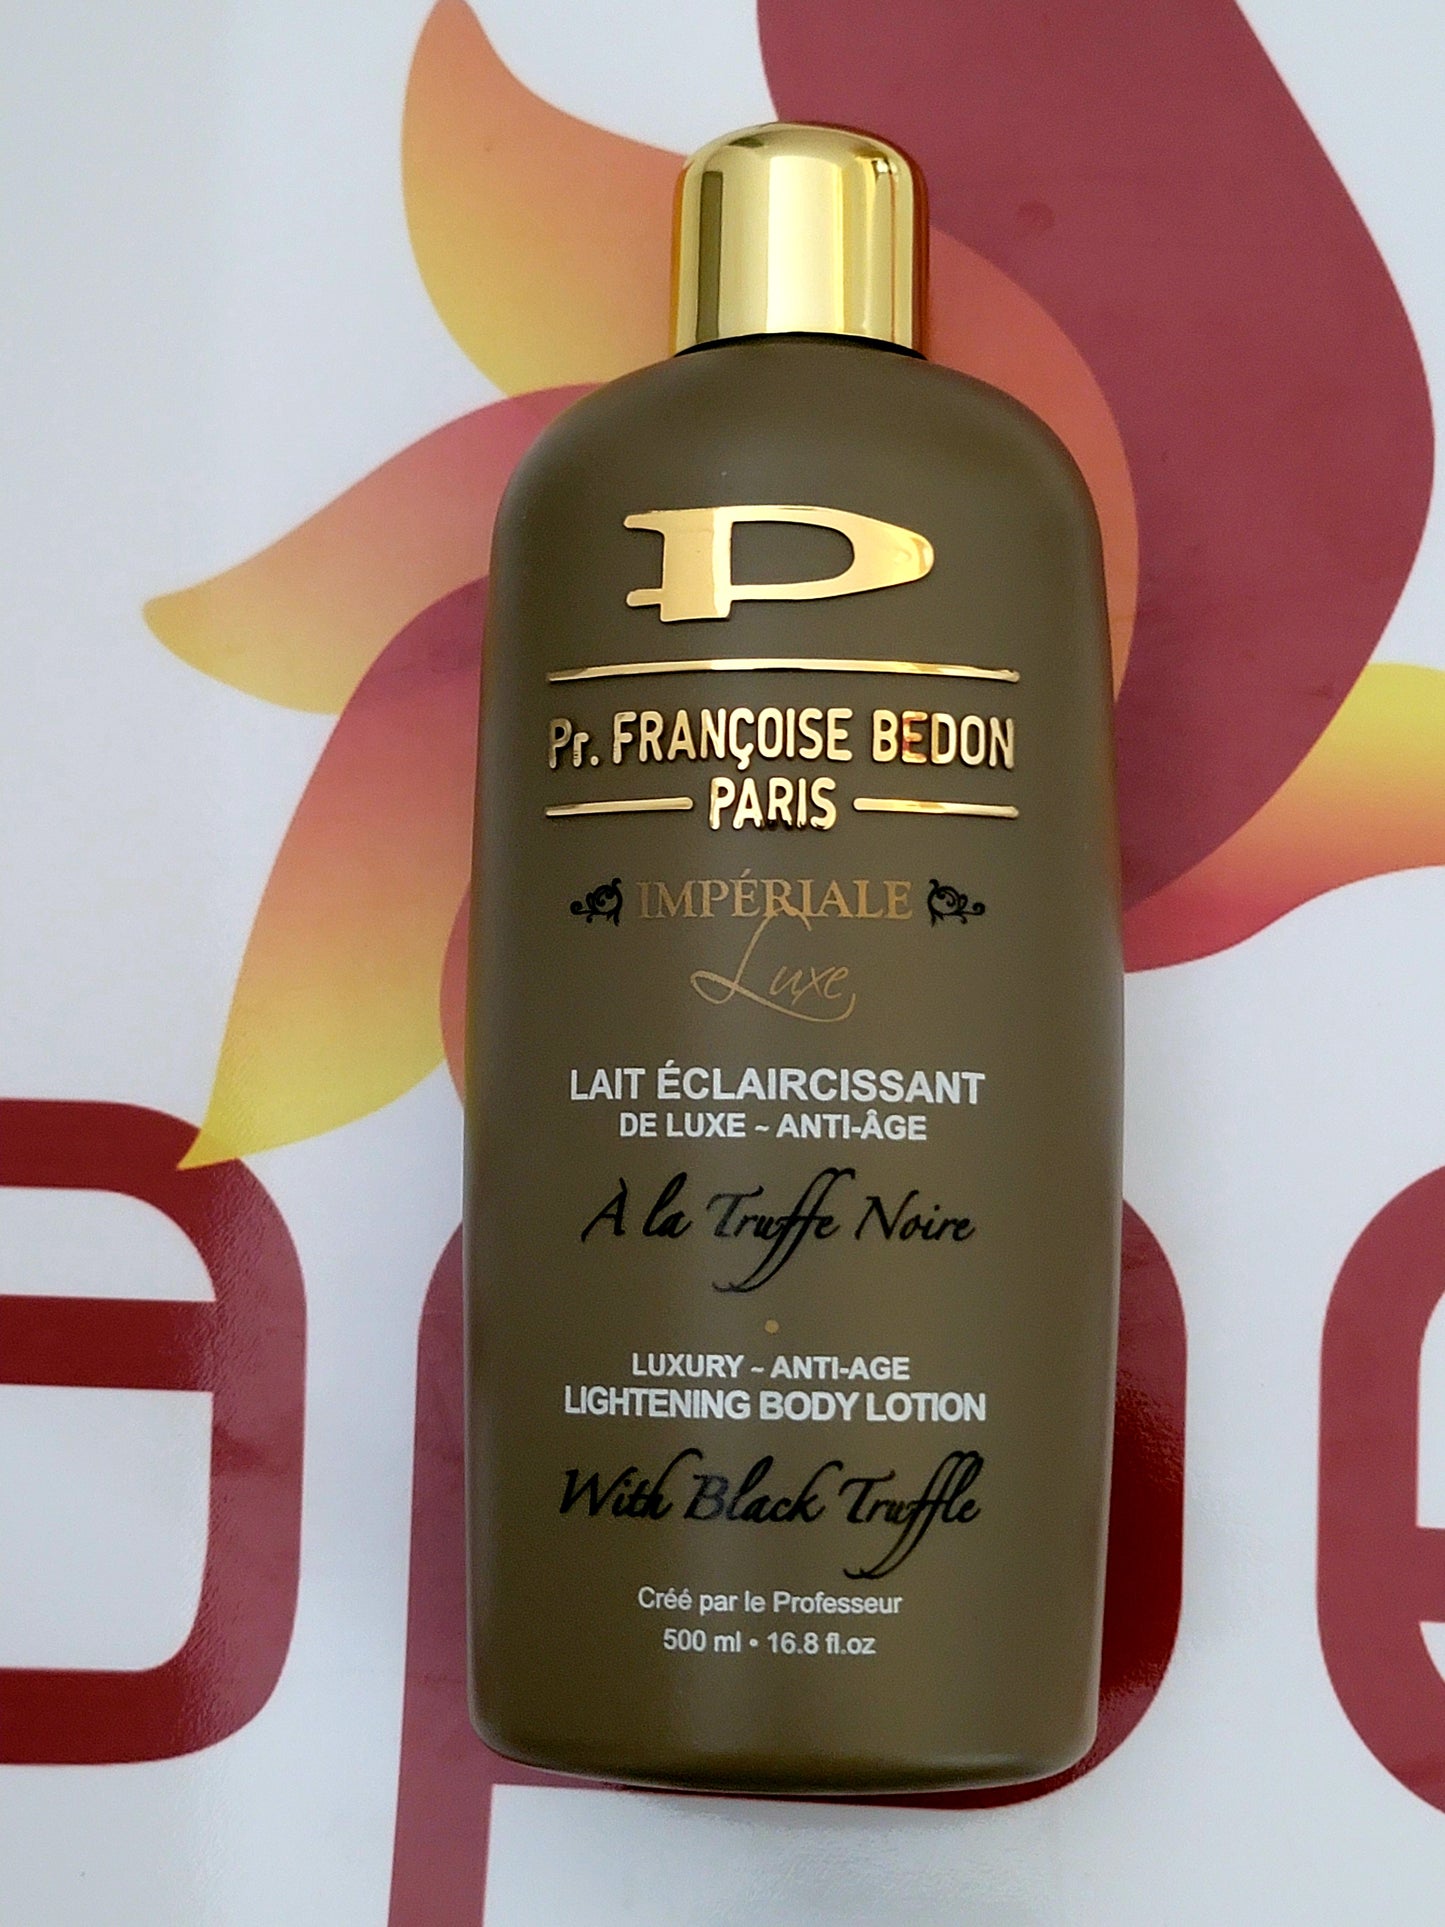 P
Pr. FRANÇOISE BEDON
PARIS
IMPÉRIALE
Luxe
LAIT ÉCLAIRCISSANT
DE LUXE ~ ANTI-ÂGE
À la Truffe Noire
LUXURY ~ ANTI-AGE
LIGHTENING BODY LOTION
With Black Truffle
Créé par le Professeur
500 ml • 16.8 fl.oz